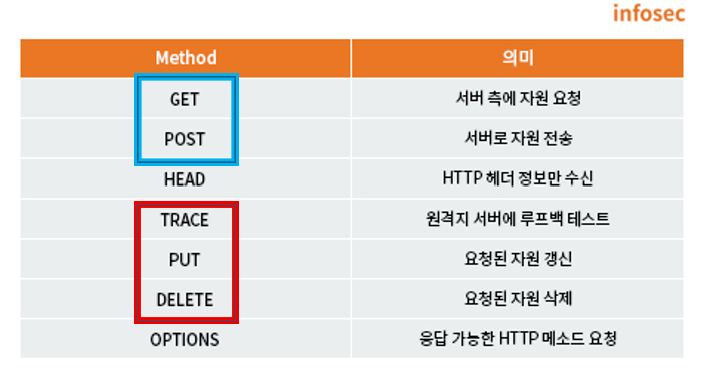 infosec
Method 의미
GET 서버 측에 자원 요청
POST 서버로 자원 전송
HEAD HTTP 헤더 정보만 수신
TRACE 원격지 서버에 루프백 테스트
PUT 요청된 자원 갱신
DELETE 요청된 자원 삭제
OPTIONS 응답 가능한 HTTP 메소드 요청